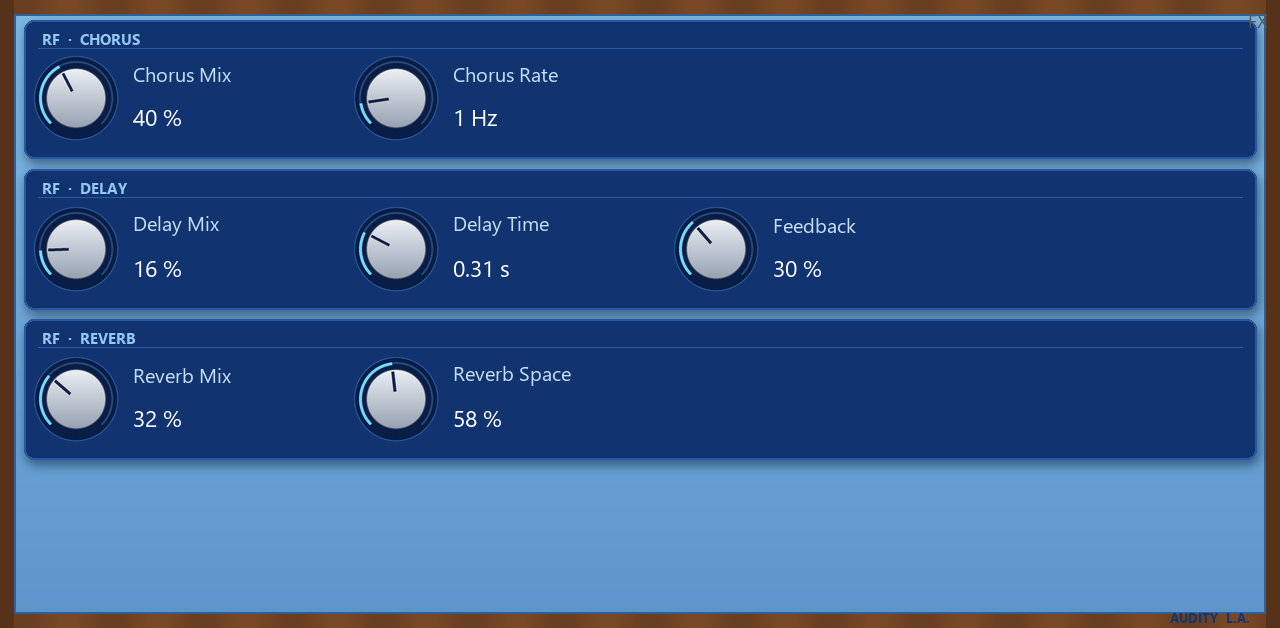 FX
RF · CHORUS
Chorus Mix
Chorus Rate
40 %
1 Hz
RF · DELAY
Delay Mix
Delay Time
Feedback
16 %
0.31 s
30 %
RF · REVERB
Reverb Mix
Reverb Space
32 %
58 %
AUDITY L.A.